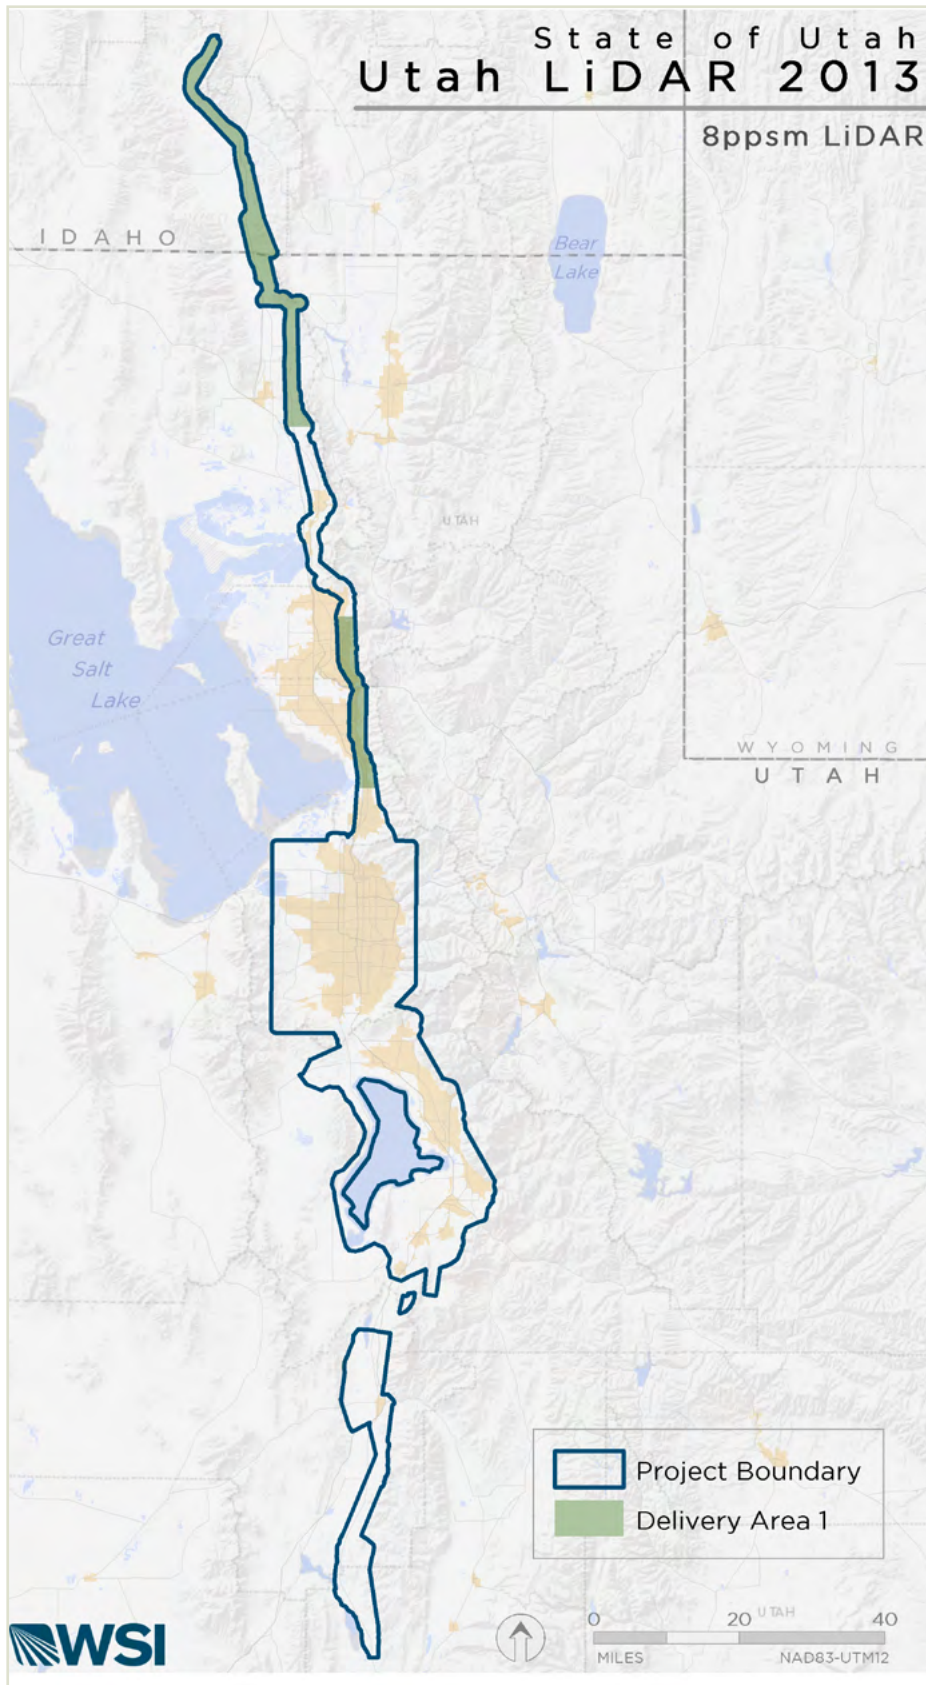 State of Utah
Utah LiDAR 2013
8ppsm LiDAR
IDAHO
Bear
Lake
UTAH
Great
Salt
Lake
WYOMING
UTAH
Project Boundary
Delivery Area 1
WSI
0 20 UTAH 40
MILES NAD83-UTM12